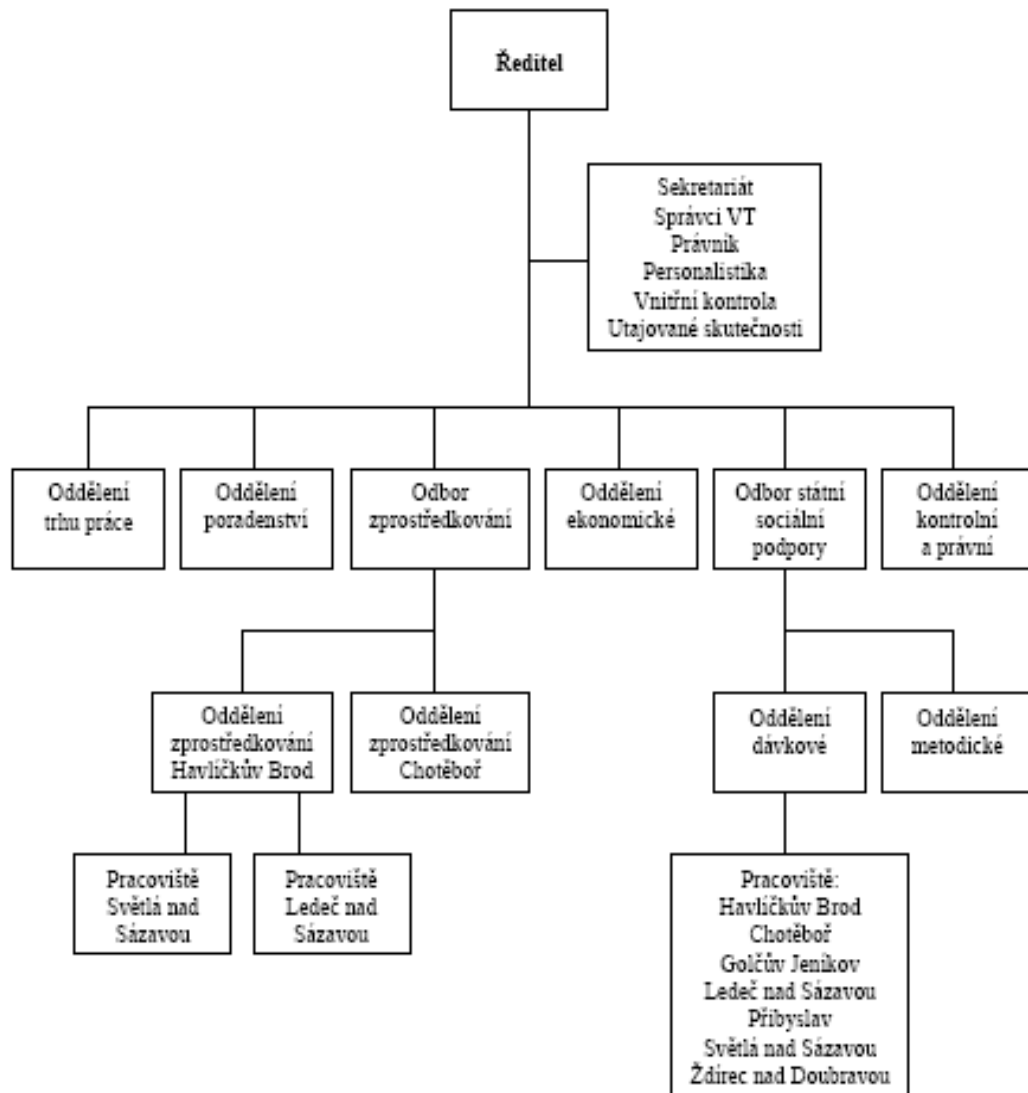 Ředitel
Sekretariát
Správci VT
Právník
Personalistika
Vnitřní kontrola
Utajované skutečnosti
Oddělení
trhu práce
Oddělení
poradenství
Odbor
zprostředkování
Oddělení
ekonomické
Odbor státní
sociální
podpory
Oddělení
kontrolní
a právní
Oddělení
zprostředkování
Havlíčkův Brod
Oddělení
zprostředkování
Chotěboř
Oddělení
dávkové
Oddělení
metodické
Pracoviště
Světlá nad
Sázavou
Pracoviště
Ledeč nad
Sázavou
Pracoviště:
Havlíčkův Brod
Chotěboř
Golčův Jeníkov
Ledeč nad Sázavou
Přibyslav
Světlá nad Sázavou
Ždírec nad Doubravou